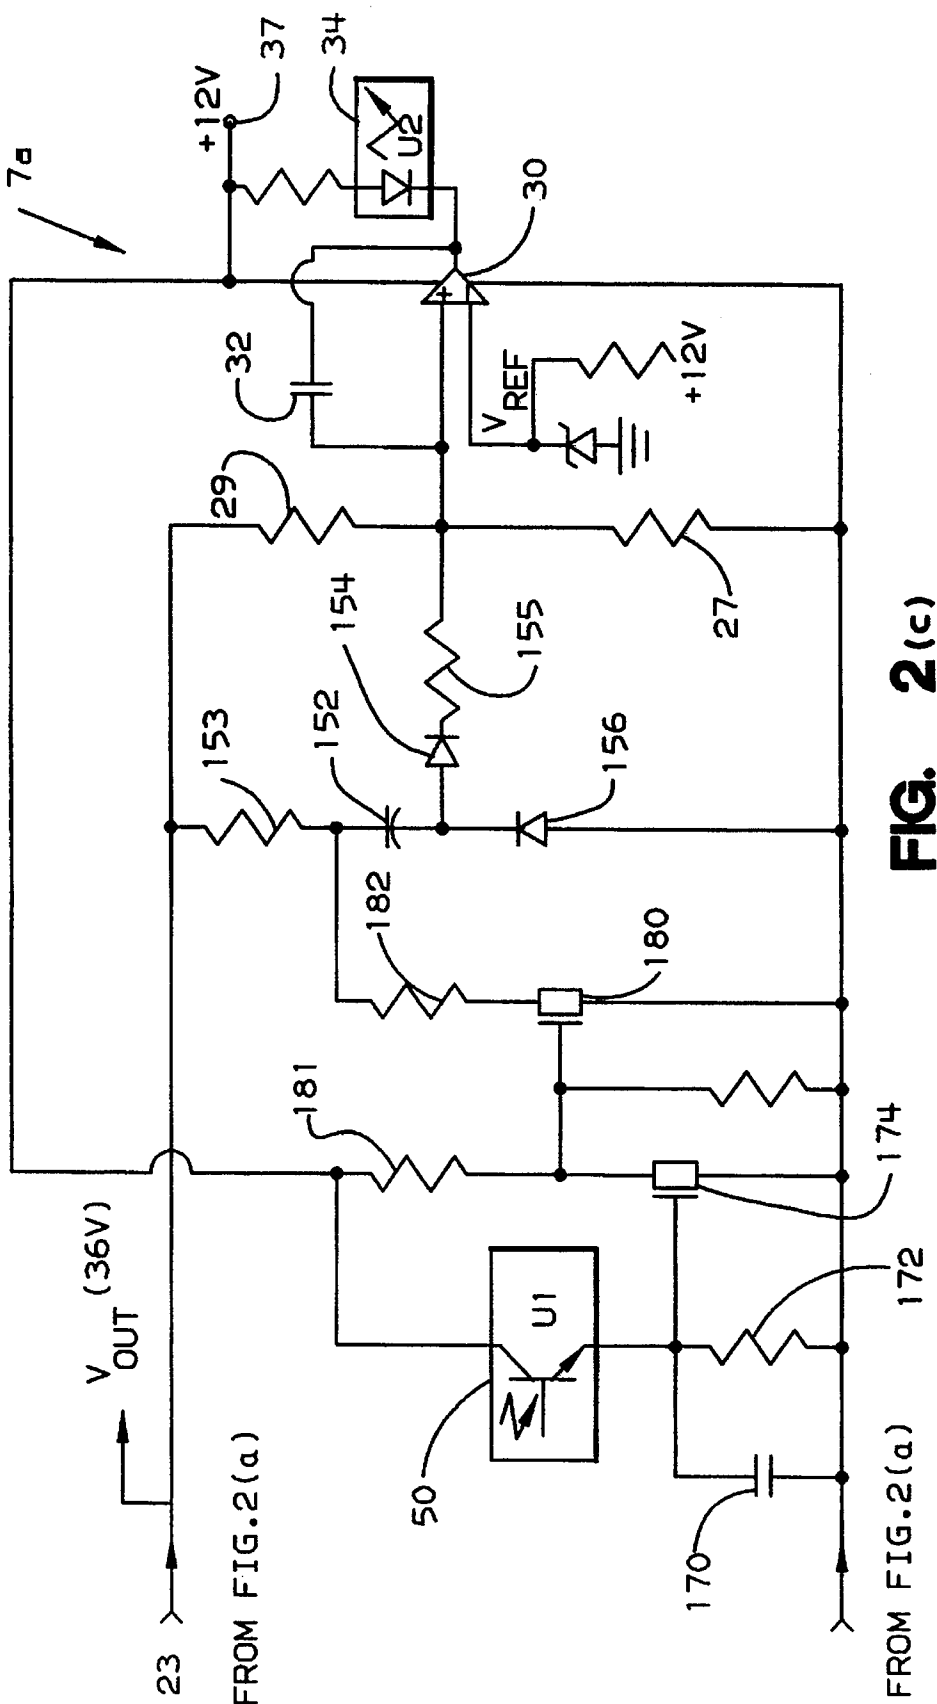 7a
+12V
37
34
U2
30
32
VREF
+12V
29
27
154
155
153
152
156
182
180
181
174
VOUT (36V)
U1
50
172
170
23
FROM FIG.2(a)
FROM FIG.2(a)
FIG. 2(c)
+